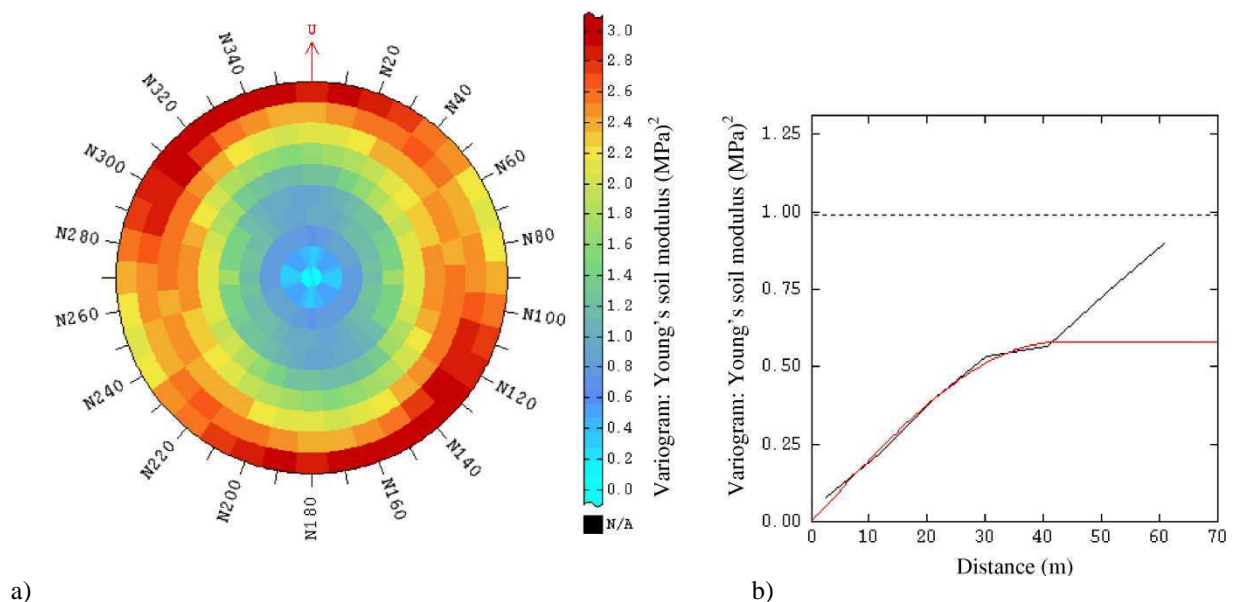 U
N340
N20
N320
N40
N300
N60
N280
N80
N260
N100
N240
N120
N220
N140
N200
N160
N180
3.0
2.8
2.6
2.4
2.2
2.0
1.8
1.6
1.4
1.2
1.0
0.8
0.6
0.4
0.2
0.0
N/A
Variogram: Young's soil modulus (MPa)2
a)
Variogram: Young's soil modulus (MPa)2
1.25
1.00
0.75
0.50
0.25
0.00
0 10 20 30 40 50 60 70
Distance (m)
b)